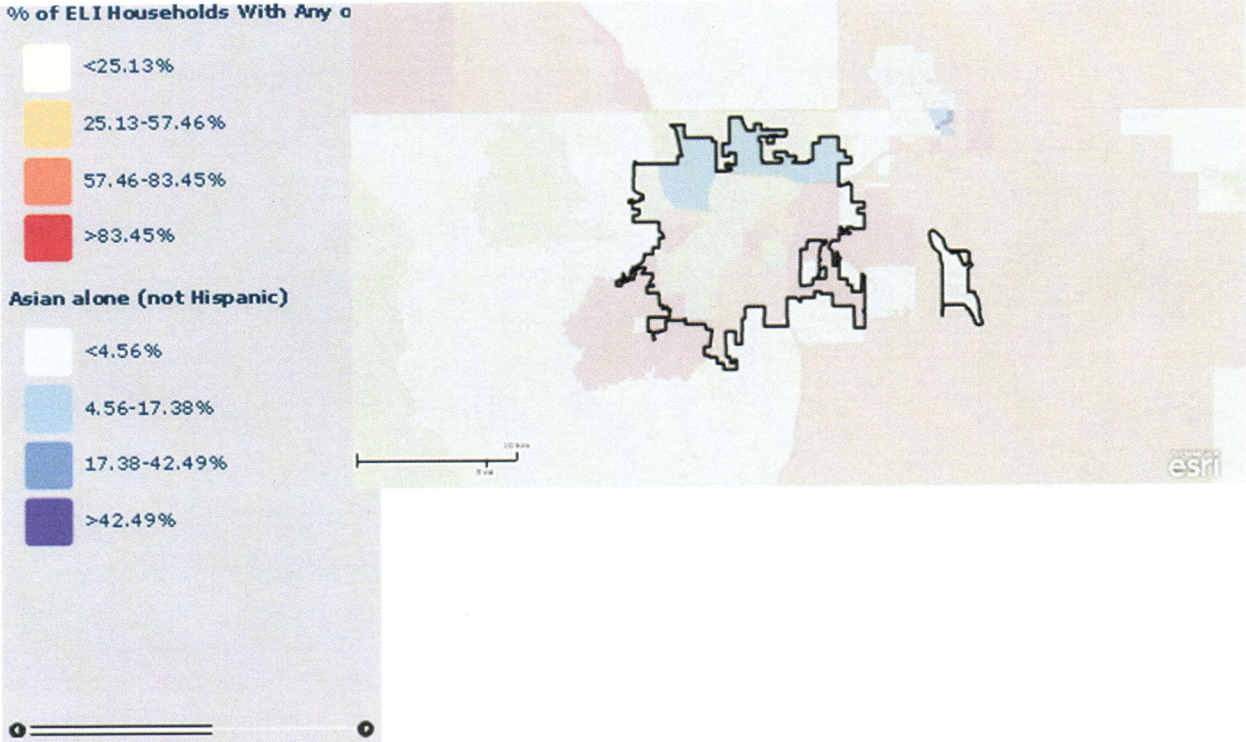 % of ELI Households With Any o
<25.13%
25.13-57.46%
57.46-83.45%
>83.45%
Asian alone (not Hispanic)
<4.56%
4.56-17.38%
17.38-42.49%
>42.49%
esri